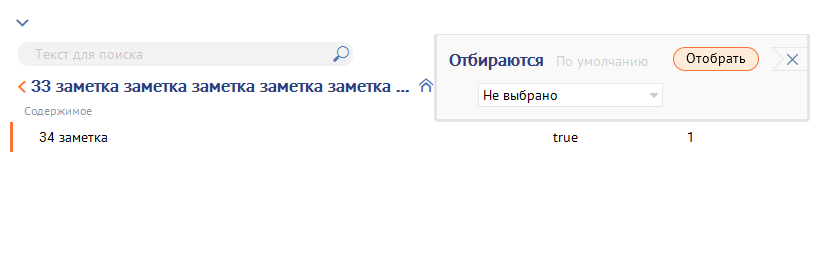 Текст для поиска
Отбираются По умолчанию Отобрать
Не выбрано
33 заметка заметка заметка заметка заметка ...
Содержимое
34 заметка true 1